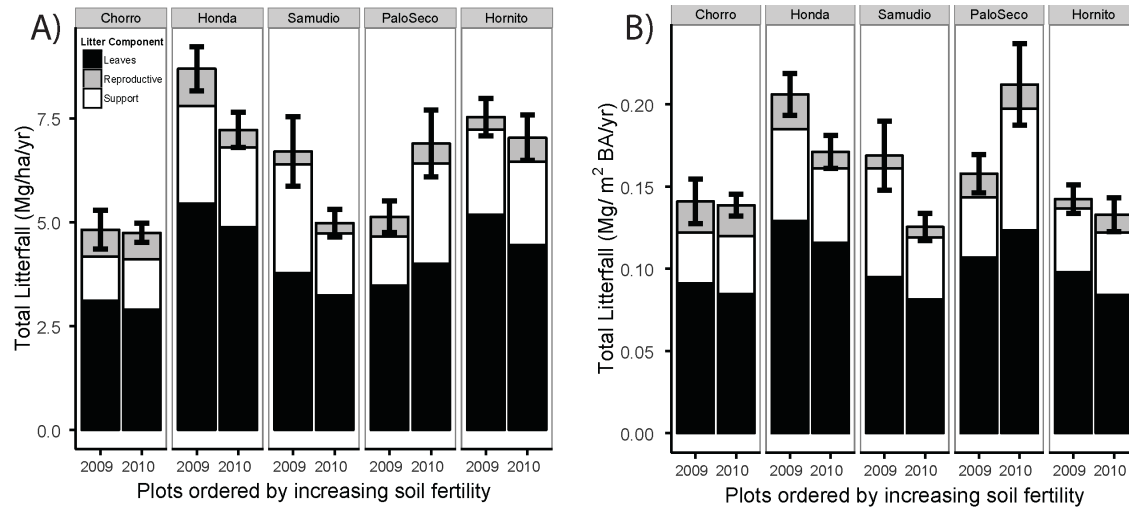 A)
Chorro Honda Samudio PaloSeco Hornito
Litter Component
Leaves
Reproductive
Support
Total Litterfall (Mg/ha/yr)
7.5
5.0
2.5
0.0
2009 2010 2009 2010 2009 2010 2009 2010 2009 2010
Plots ordered by increasing soil fertility
B)
Chorro Honda Samudio PaloSeco Hornito
Total Litterfall (Mg/ m² BA/yr)
0.20
0.15
0.10
0.05
0.00
2009 2010 2009 2010 2009 2010 2009 2010 2009 2010
Plots ordered by increasing soil fertility